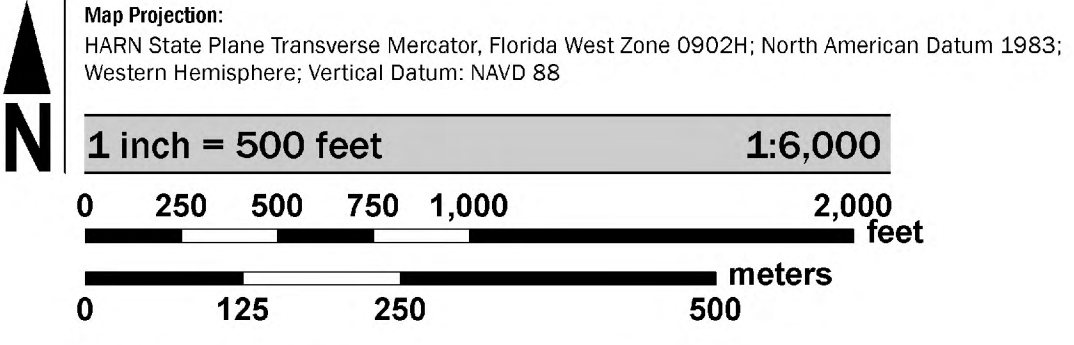 Map Projection:
HARN State Plane Transverse Mercator, Florida West Zone 0902H; North American Datum 1983;
Western Hemisphere; Vertical Datum: NAVD 88
N
1 inch = 500 feet 1:6,000
0 250 500 750 1,000 2,000
feet
meters
0 125 250 500